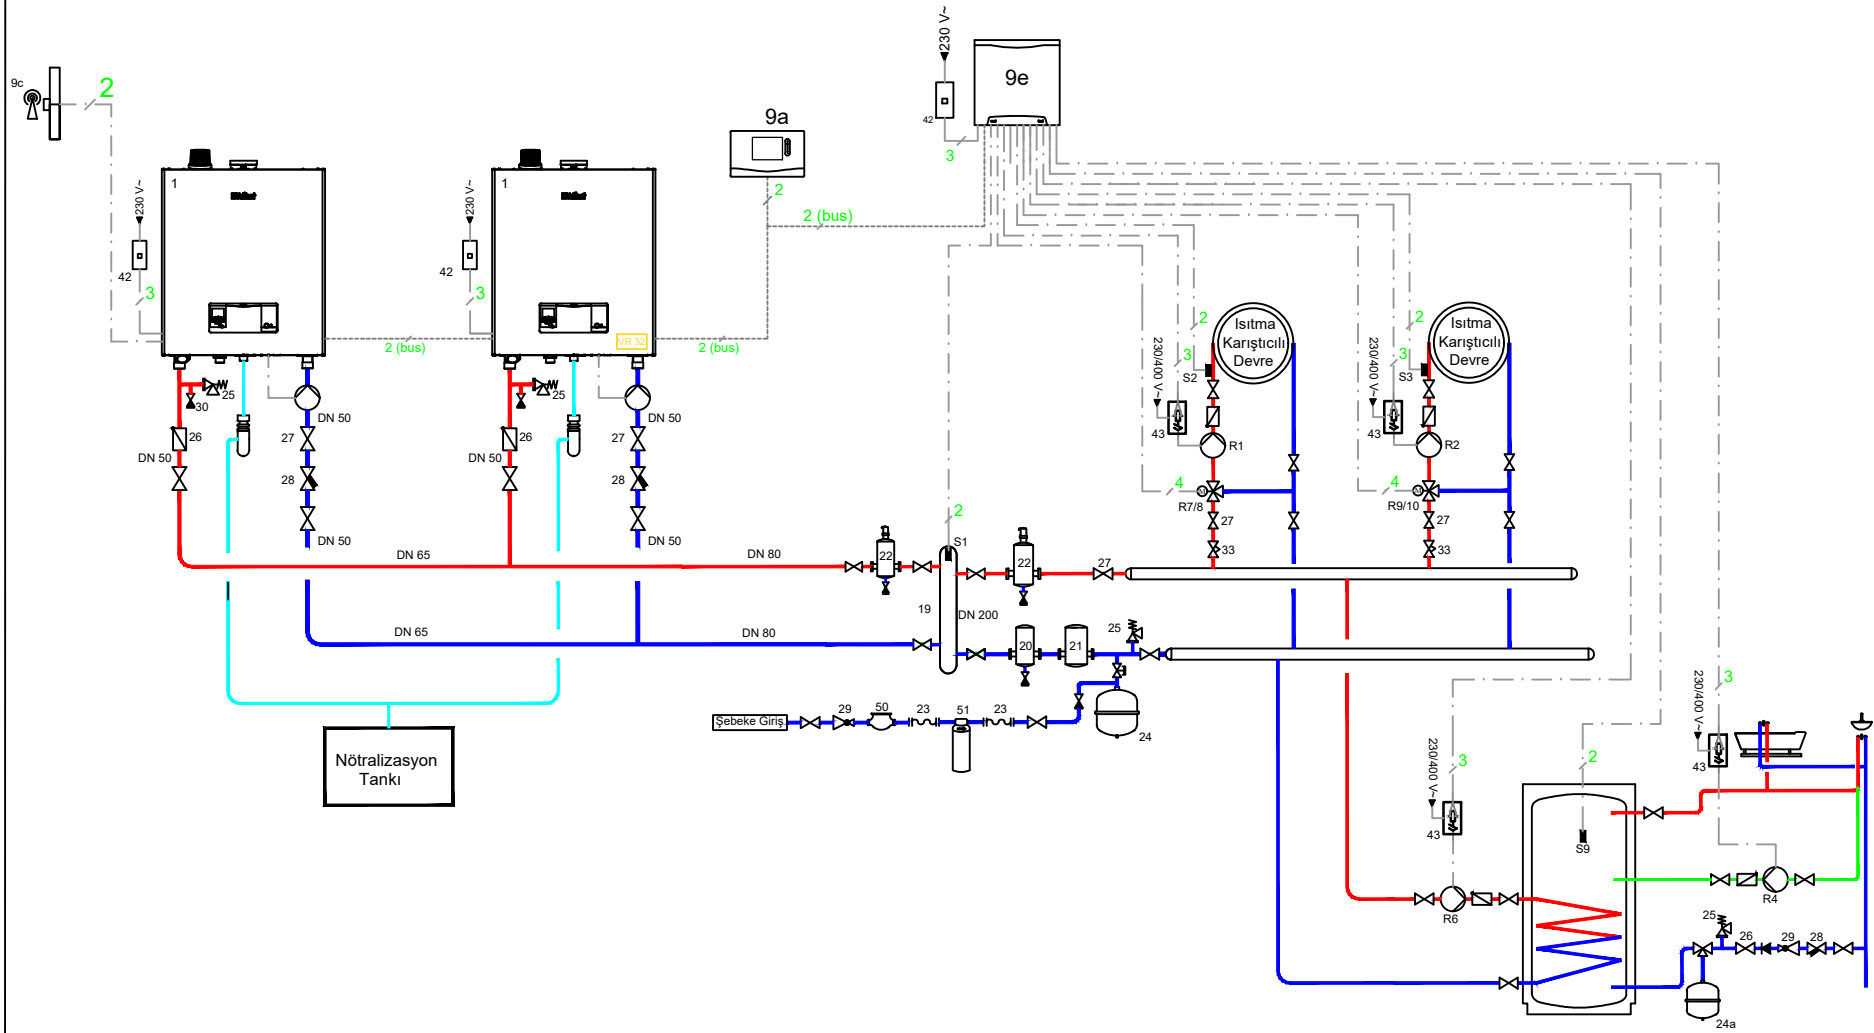 9c
2
230 V~
9e
42
3
9a
2
2 (bus)
1
230 V~
42
3
1
230 V~
42
3
VR 32
2 (bus)
2 (bus)
30
25
25
DN 50
DN 50
26
27
26
27
DN 50
DN 50
28
28
DN 50
DN 50
2
Isıtma
Karıştıcılı
Devre
S2
3
230/400 V~
43
R1
4
M
R7/8
27
33
2
Isıtma
Karıştıcılı
Devre
S3
3
230/400 V~
43
R2
4
M
R9/10
27
33
2
S1
DN 65
DN 80
22
22
27
19
DN 200
DN 65
DN 80
20
21
25
Şebeke Giriş
29
50
23
51
23
24
Nötralizasyon
Tankı
3
230/400 V~
43
2
S9
3
230/400 V~
43
R6
R4
25
26
29
28
24a